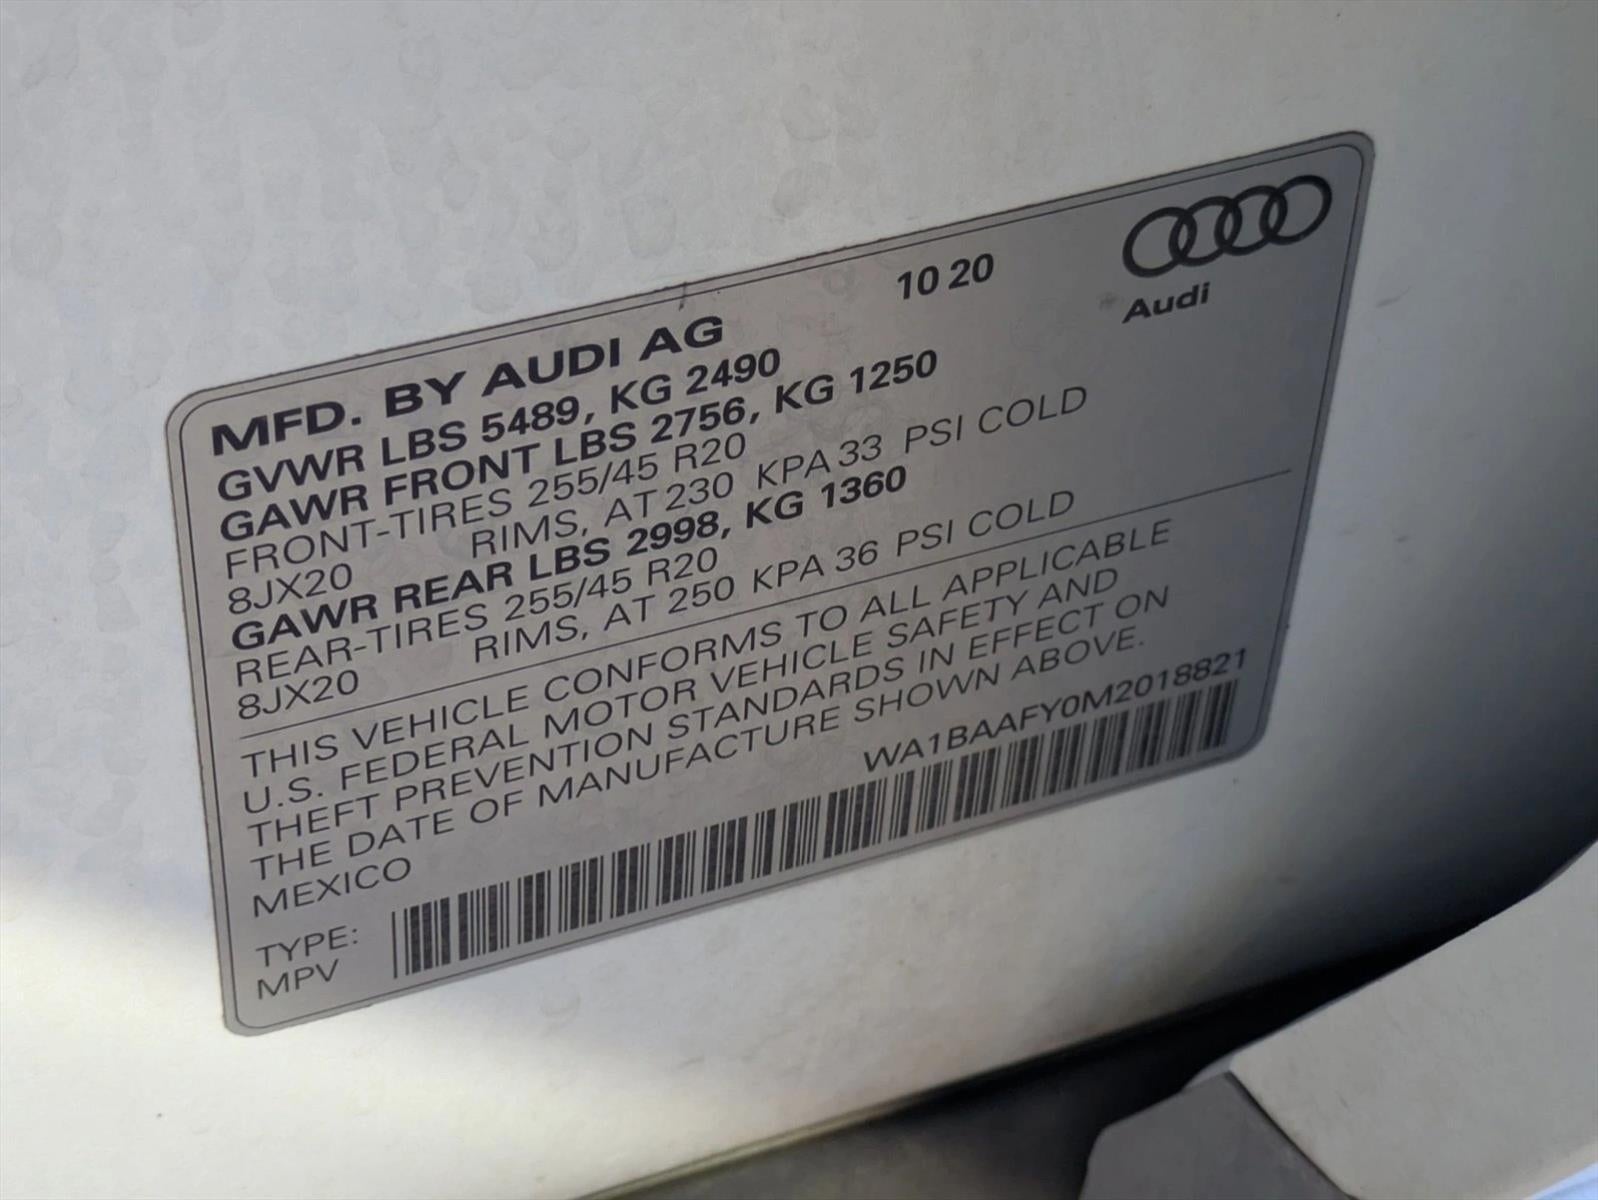 10 20
Audi
MFD. BY AUDI AG
GVWR LBS 5489, KG 2490
GAWR FRONT LBS 2756, KG 1250
FRONT-TIRES 255/45 R20
8JX20 RIMS, AT 230 KPA 33 PSI COLD
GAWR REAR LBS 2998, KG 1360
REAR-TIRES 255/45 R20
8JX20 RIMS, AT 250 KPA 36 PSI COLD
THIS VEHICLE CONFORMS TO ALL APPLICABLE
U.S. FEDERAL MOTOR VEHICLE SAFETY AND
THEFT PREVENTION STANDARDS IN EFFECT ON
THE DATE OF MANUFACTURE SHOWN ABOVE.
MEXICO WA1BAAFY0M2018821
TYPE:
MPV